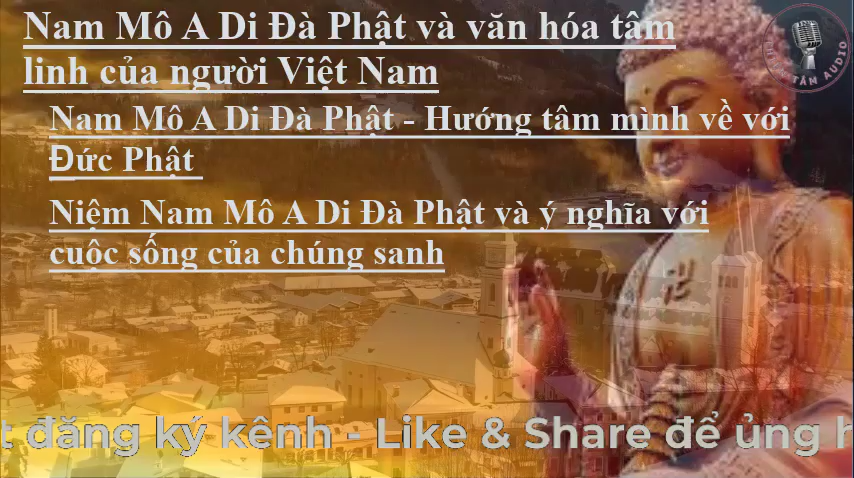 Nam Mô A Di Đà Phật và văn hóa tâm
linh của người Việt Nam
Nam Mô A Di Đà Phật - Hướng tâm mình về với
Đức Phật
Niệm Nam Mô A Di Đà Phật và ý nghĩa với
cuộc sống của chúng sanh
đăng ký kênh - Like & Share để ủng
TÂM AUDIO